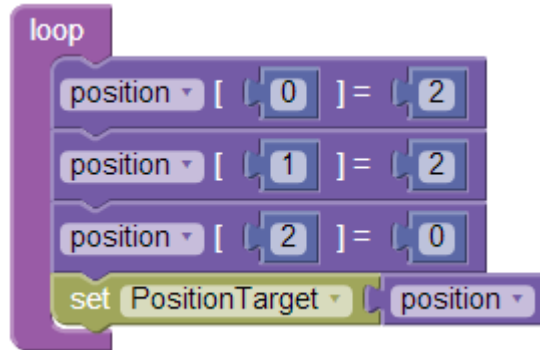 loop
position [ 0 ] = 2
position [ 1 ] = 2
position [ 2 ] = 0
set PositionTarget position